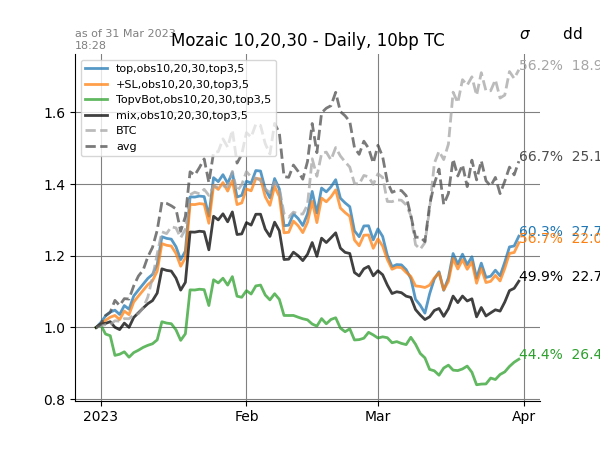 as of 31 Mar 2023
18:28
Mozaic 10,20,30 - Daily, 10bp TC
σ dd
top,obs10,20,30,top3,5
+SL,obs10,20,30,top3,5
TopvBot,obs10,20,30,top3,5
mix,obs10,20,30,top3,5
BTC
avg
56.2% 18.9
66.7% 25.1
60.3% 27.7
56.7% 22.0
49.9% 22.7
44.4% 26.4
1.6
1.4
1.2
1.0
0.8
2023 Feb Mar Apr